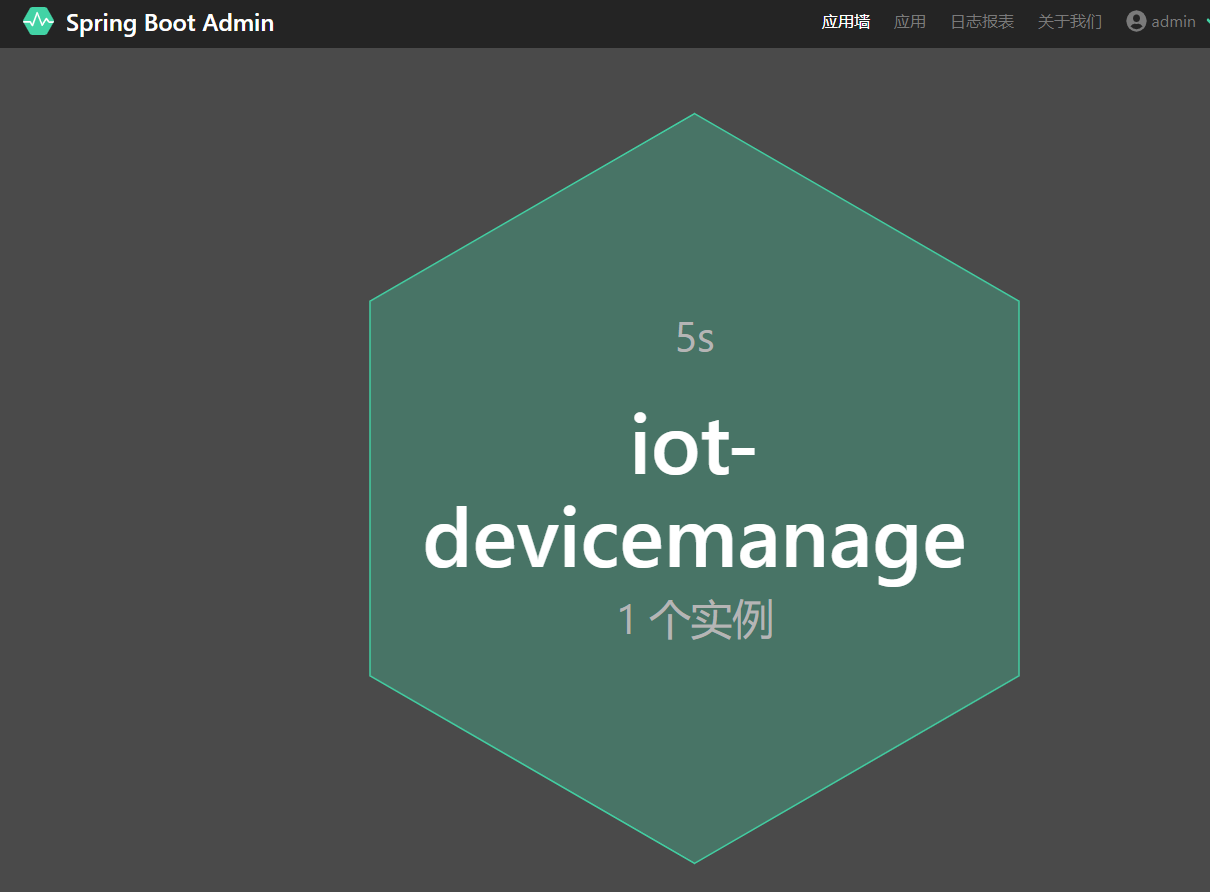 Spring Boot Admin
应用墙 应用 日志报表 关于我们 admin
5s
iot-
devicemanage
1 个实例